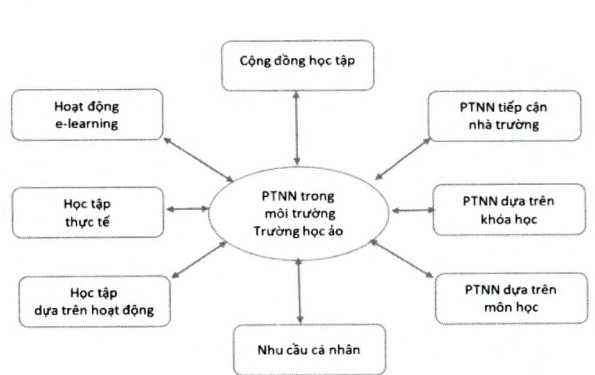 Cộng đồng học tập
Hoạt động
e-learning
PTNN tiếp cận
nhà trường
Học tập
thực tế
PTNN trong
môi trường
Trường học ảo
PTNN dựa trên
khóa học
Học tập
dựa trên hoạt động
PTNN dựa trên
môn học
Nhu cầu cá nhân